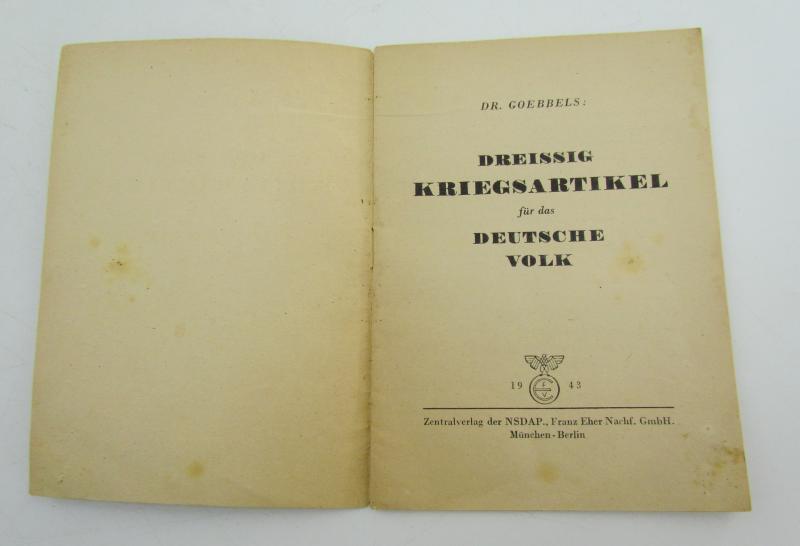 DR. GOEBBELS:
DREISSIG
KRIEGSARTIKEL
für das
DEUTSCHE
VOLK
19 43
Zentralverlag der NSDAP., Franz Eher Nachf. GmbH.
München-Berlin